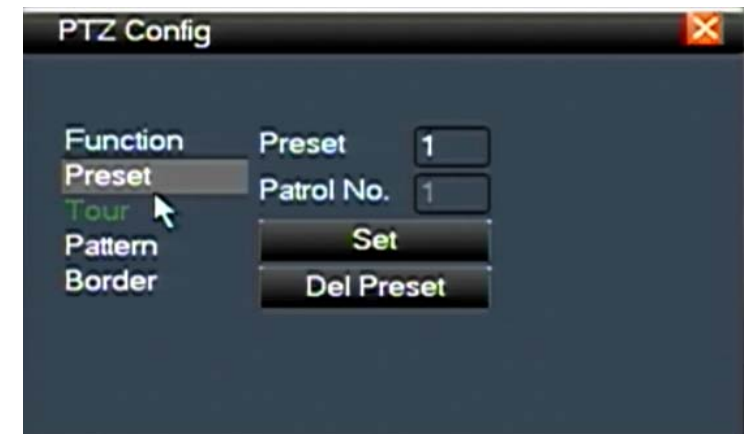 PTZ Config
Function
Preset
Tour
Pattern
Border
Preset 1
Patrol No. 1
Set
Del Preset